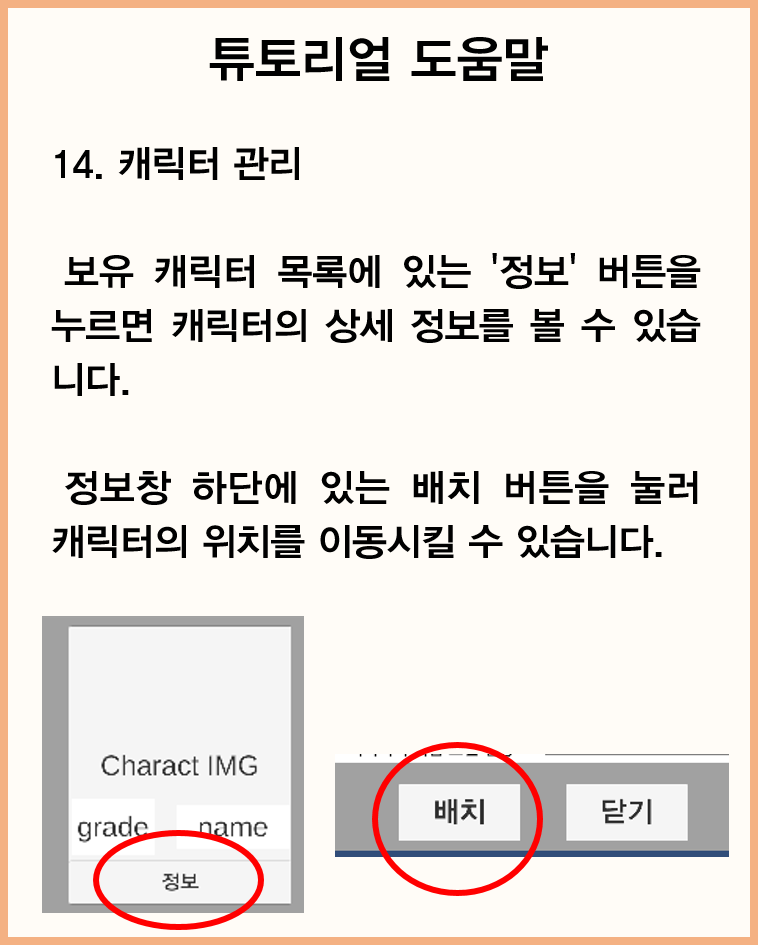 튜토리얼 도움말
14. 캐릭터 관리
보유 캐릭터 목록에 있는 '정보' 버튼을
누르면 캐릭터의 상세 정보를 볼 수 있습
니다.
정보창 하단에 있는 배치 버튼을 눌러
캐릭터의 위치를 이동시킬 수 있습니다.
Charact IMG
grade name
정보
배치 닫기